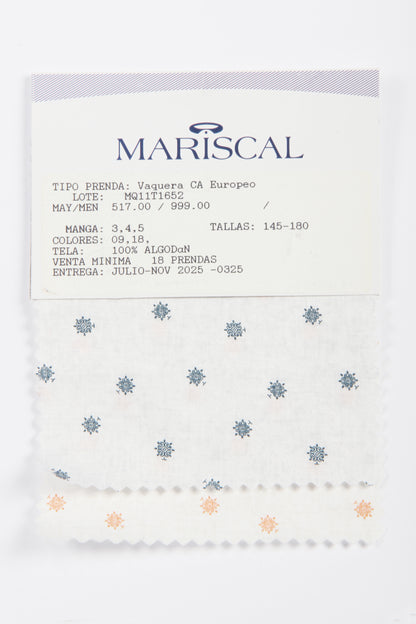 MARISCAL
TIPO PRENDA: Vaquera CA Europeo
LOTE: MQ11T1652
MAY/MEN 517.00 / 999.00 /
MANGA: 3,4.5 TALLAS: 145-180
COLORES: 09,18,
TELA: 100% ALGODαN
VENTA MINIMA 18 PRENDAS
ENTREGA: JULIO-NOV 2025 -0325